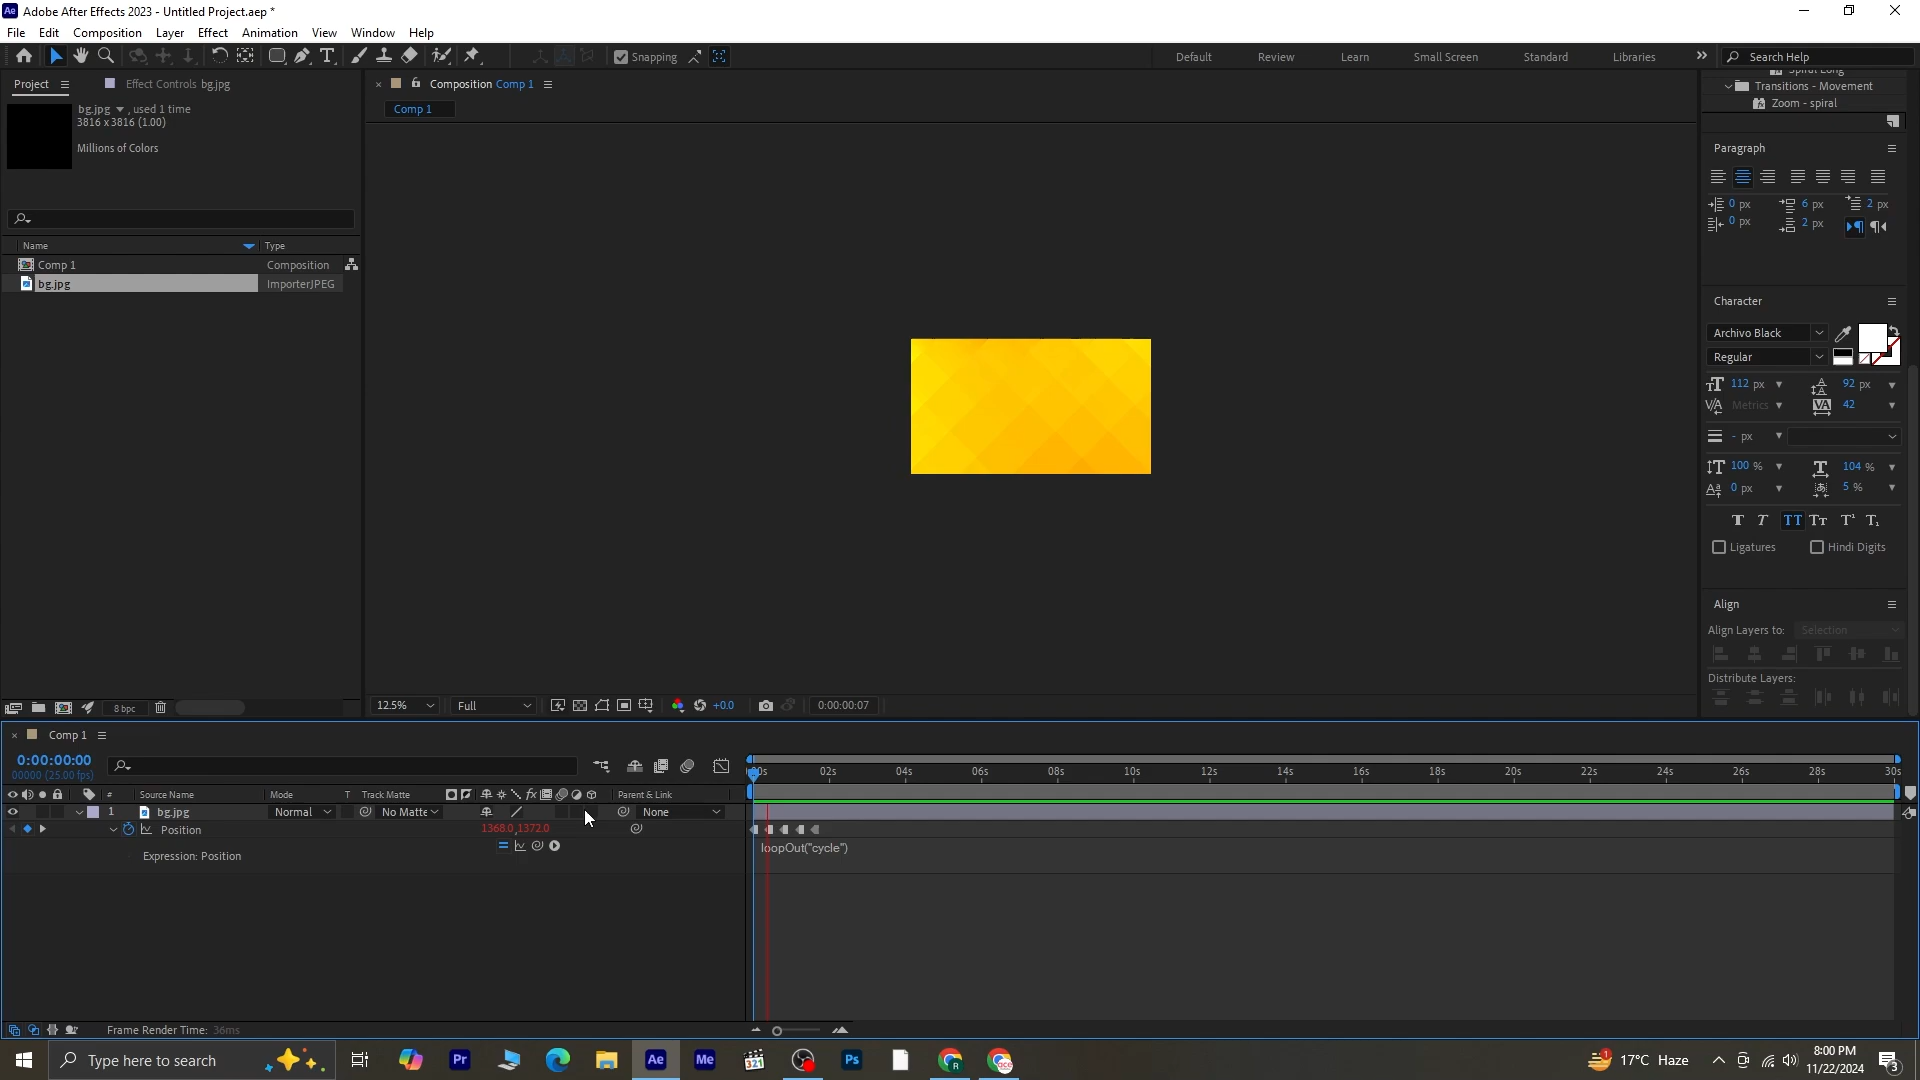 Adobe After Effects 2023 - Untitled Project.aep *
File Edit Composition Layer Effect Animation View Window Help
Snapping
Default Review Learn Small Screen Standard Libraries
Search Help
Project Effect Controls bg.jpg
bg.jpg , used 1 time
3816 x 3816 (1.00)
Millions of Colors
Name Type
Comp 1 Composition
bg.jpg ImporterJPEG
8 bpc
Composition Comp 1
Comp 1
12.5% Full +0.0 0:00:00:07
Spiral Long
Transitions - Movement
Zoom - spiral
Paragraph
0 px 6 px 2 px
0 px 2 px
Character
Archivo Black
Regular
112 px 92 px
Metrics 42
- px
100 % 104 %
0 px 5 %
Ligatures Hindi Digits
Align
Align Layers to: Selection
Distribute Layers:
Comp 1
0:00:00:00
00000 (25.00 fps)
02s 04s 06s 08s 10s 12s 14s 16s 18s 20s 22s 24s 26s 28s 30s
# Source Name Mode T Track Matte Parent & Link
1 bg.jpg Normal No Matte None
Position 1368.0,1372.0
Expression: Position loopOut("cycle")
Frame Render Time: 36ms
Type here to search
17°C Haze
8:00 PM
11/22/2024